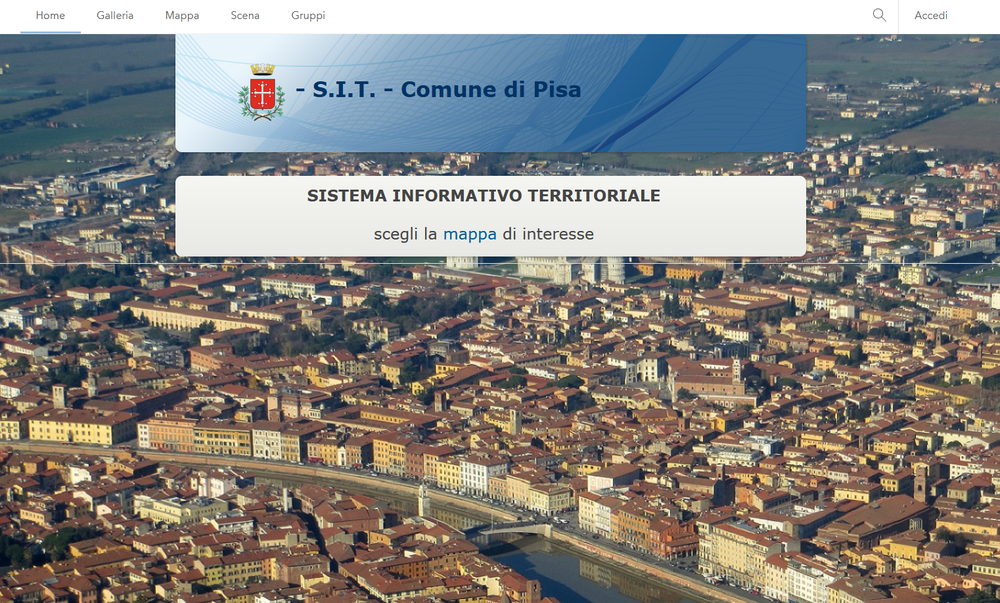 Home Galleria Mappa Scena Gruppi Accedi
- S.I.T. - Comune di Pisa
SISTEMA INFORMATIVO TERRITORIALE
scegli la mappa di interesse